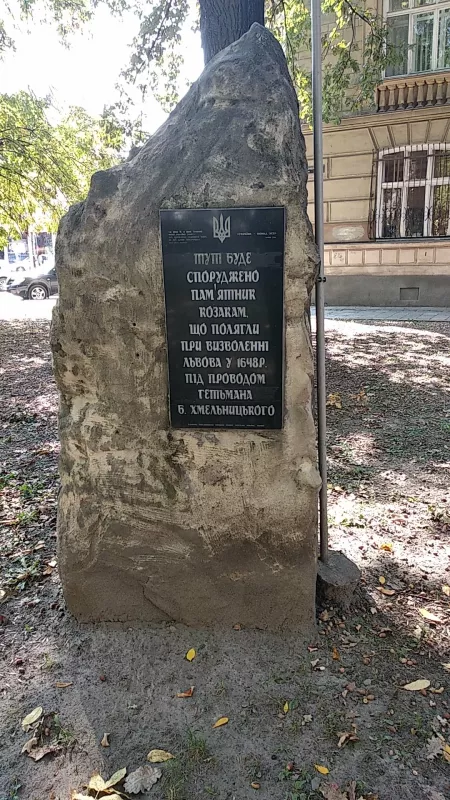 ТУТ БУДЕ
СПОРУДЖЕНО
ПАМ'ЯТНИК
КОЗАКАМ,
ЩО ПОЛЯГЛИ
ПРИ ВИЗВОЛЕННІ
ЛЬВОВА У 1648Р.
ПІД ПРОВОДОМ
ГЕТЬМАНА
Б. ХМЕЛЬНИЦЬКОГО